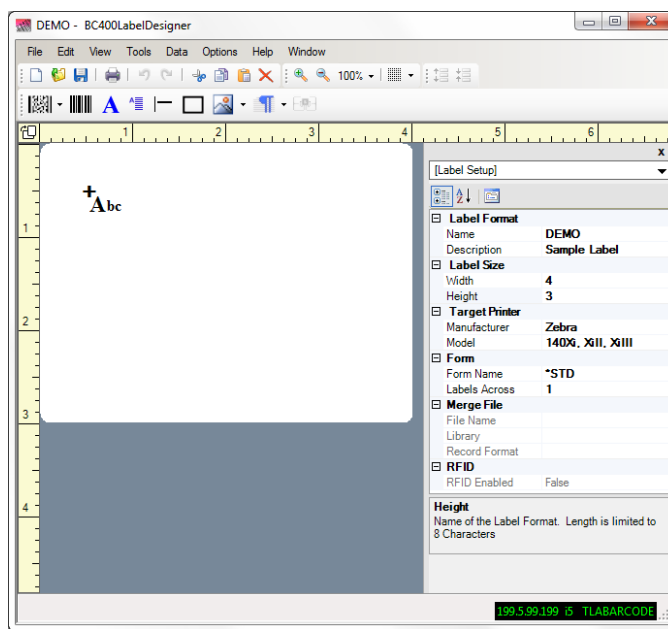 DEMO - BC400LabelDesigner
File Edit View Tools Data Options Help Window
100%
A
1 2 3 4 5 6
x
[Label Setup]
Abc
1
2
3
4
Label Format
Name DEMO
Description Sample Label
Label Size
Width 4
Height 3
Target Printer
Manufacturer Zebra
Model 140Xi, XiII, XiIII
Form
Form Name *STD
Labels Across 1
Merge File
File Name
Library
Record Format
RFID
RFID Enabled False
Height
Name of the Label Format. Length is limited to
8 Characters
199.5.99.199 i5 TLABARCODE